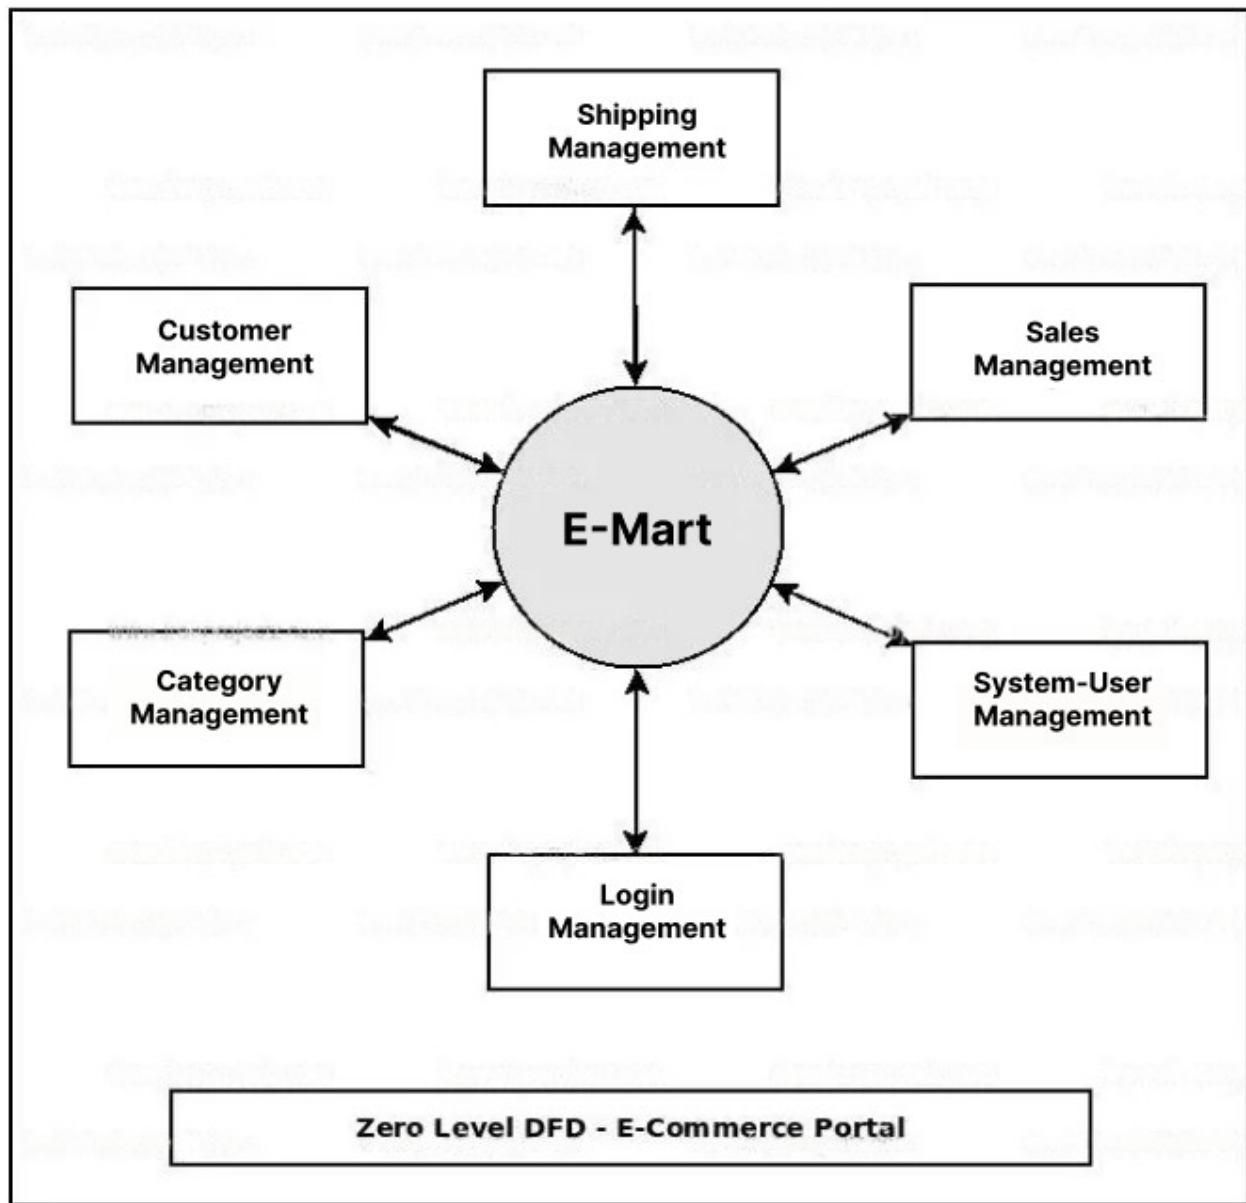 Shipping
Management
Customer
Management
Sales
Management
E-Mart
Category
Management
System-User
Management
Login
Management
Zero Level DFD - E-Commerce Portal